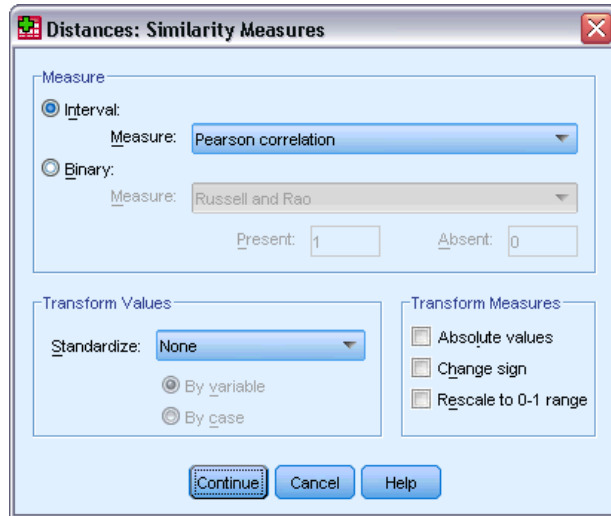 Distances: Similarity Measures
Measure
Interval:
Measure: Pearson correlation
Binary:
Measure: Russell and Rao
Present: 1 Absent: 0
Transform Values
Standardize: None
By variable
By case
Transform Measures
Absolute values
Change sign
Rescale to 0-1 range
Continue Cancel Help